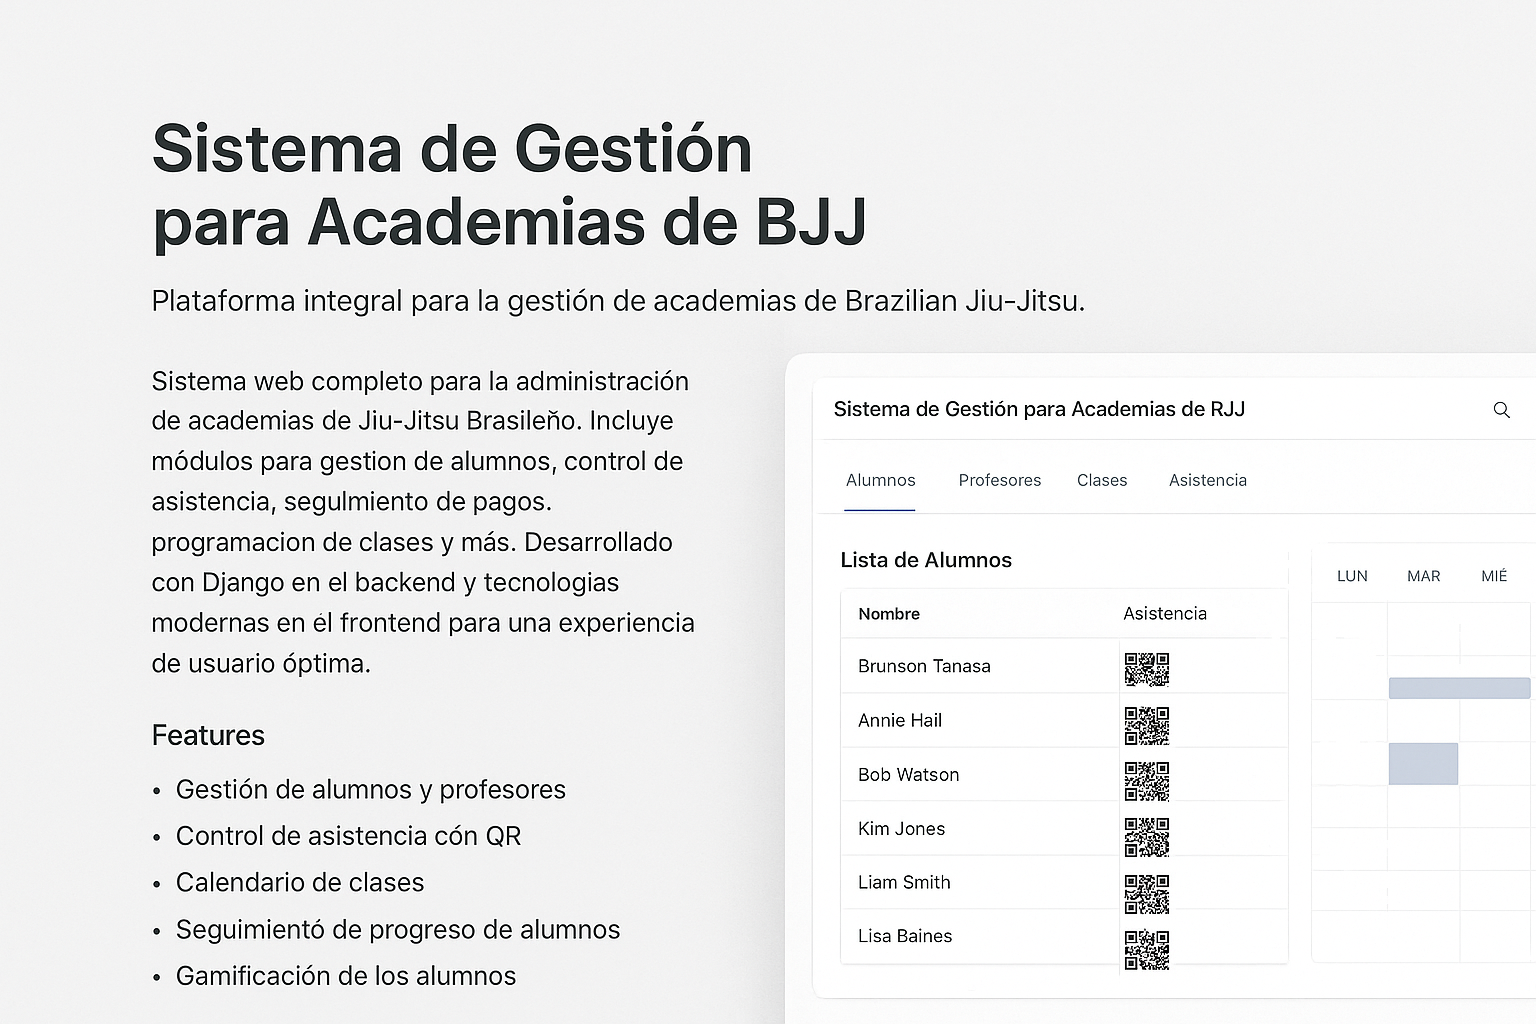 Sistema de Gestión
para Academias de BJJ
Plataforma integral para la gestión de academias de Brazilian Jiu-Jitsu.
Sistema web completo para la administración
de academias de Jiu-Jitsu Brasileño. Incluye
módulos para gestion de alumnos, control de
asistencia, segulmiento de pagos.
programacion de clases y más. Desarrollado
con Django en el backend y tecnologias
modernas en él frontend para una experiencia
de usuario óptima.
Features
• Gestión de alumnos y profesores
• Control de asistencia cón QR
• Calendario de clases
• Seguimientó de progreso de alumnos
• Gamificación de los alumnos
Sistema de Gestión para Academias de RJJ
Alumnos Profesores Clases Asistencia
Lista de Alumnos
Nombre Asistencia
Brunson Tanasa
Annie Hail
Bob Watson
Kim Jones
Liam Smith
Lisa Baines
LUN MAR MIÉ